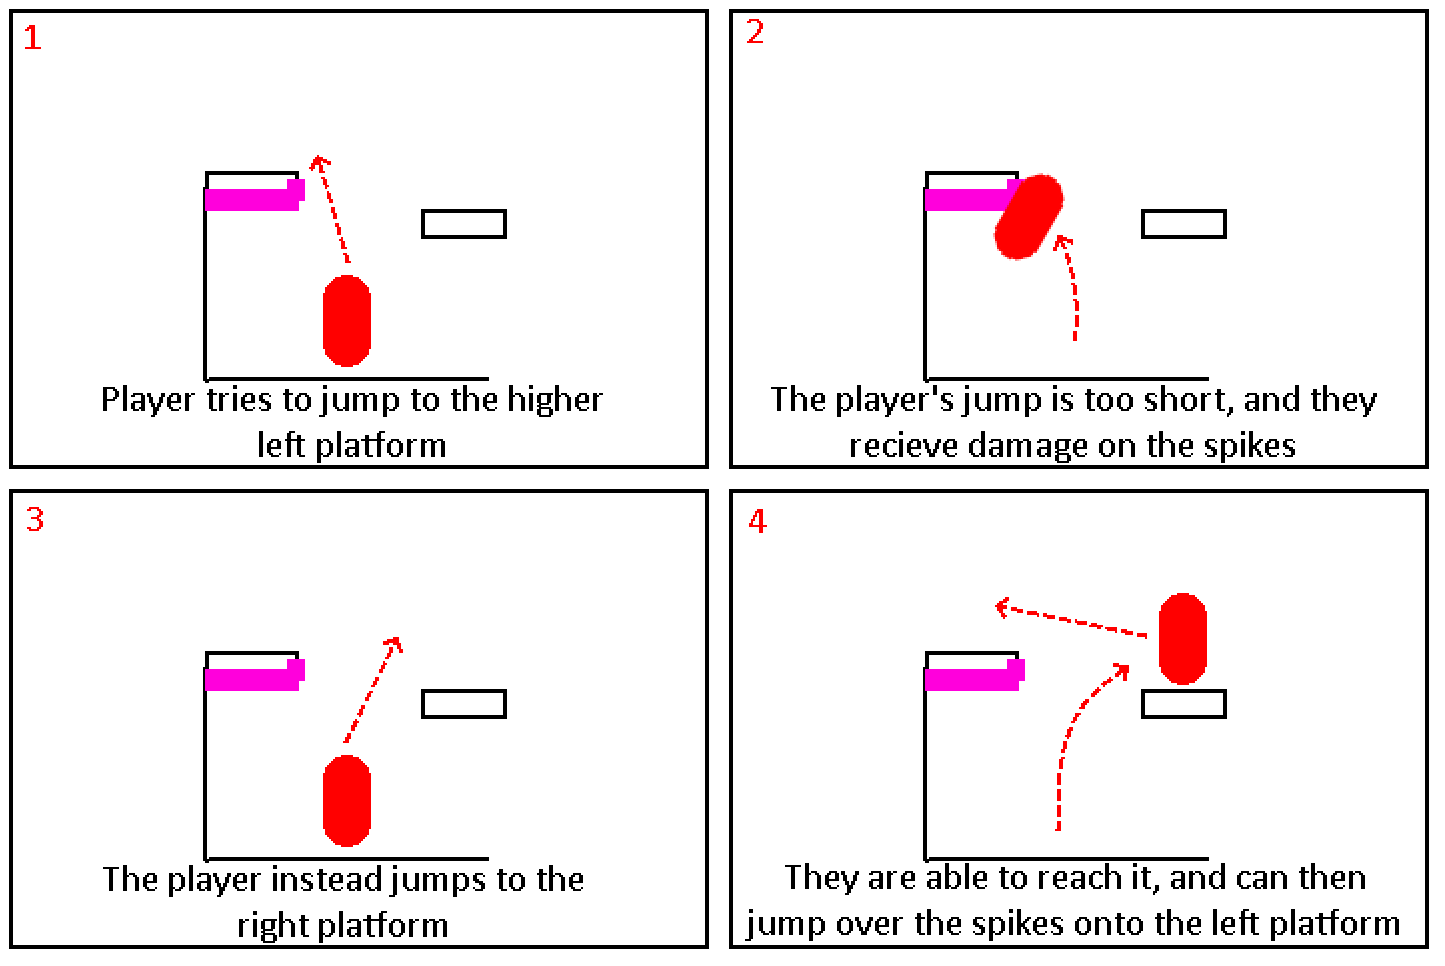 1
Player tries to jump to the higher
left platform
2
The player's jump is too short, and they
recieve damage on the spikes
3
The player instead jumps to the
right platform
4
They are able to reach it, and can then
jump over the spikes onto the left platform